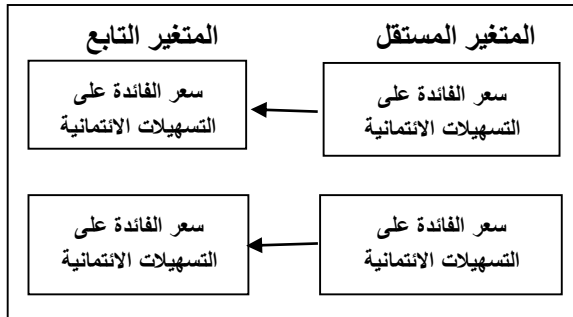 المتغير المستقل
المتغير التابع
سعر الفائدة على
التسهيلات الائتمانية
سعر الفائدة على
التسهيلات الائتمانية
سعر الفائدة على
التسهيلات الائتمانية
سعر الفائدة على
التسهيلات الائتمانية